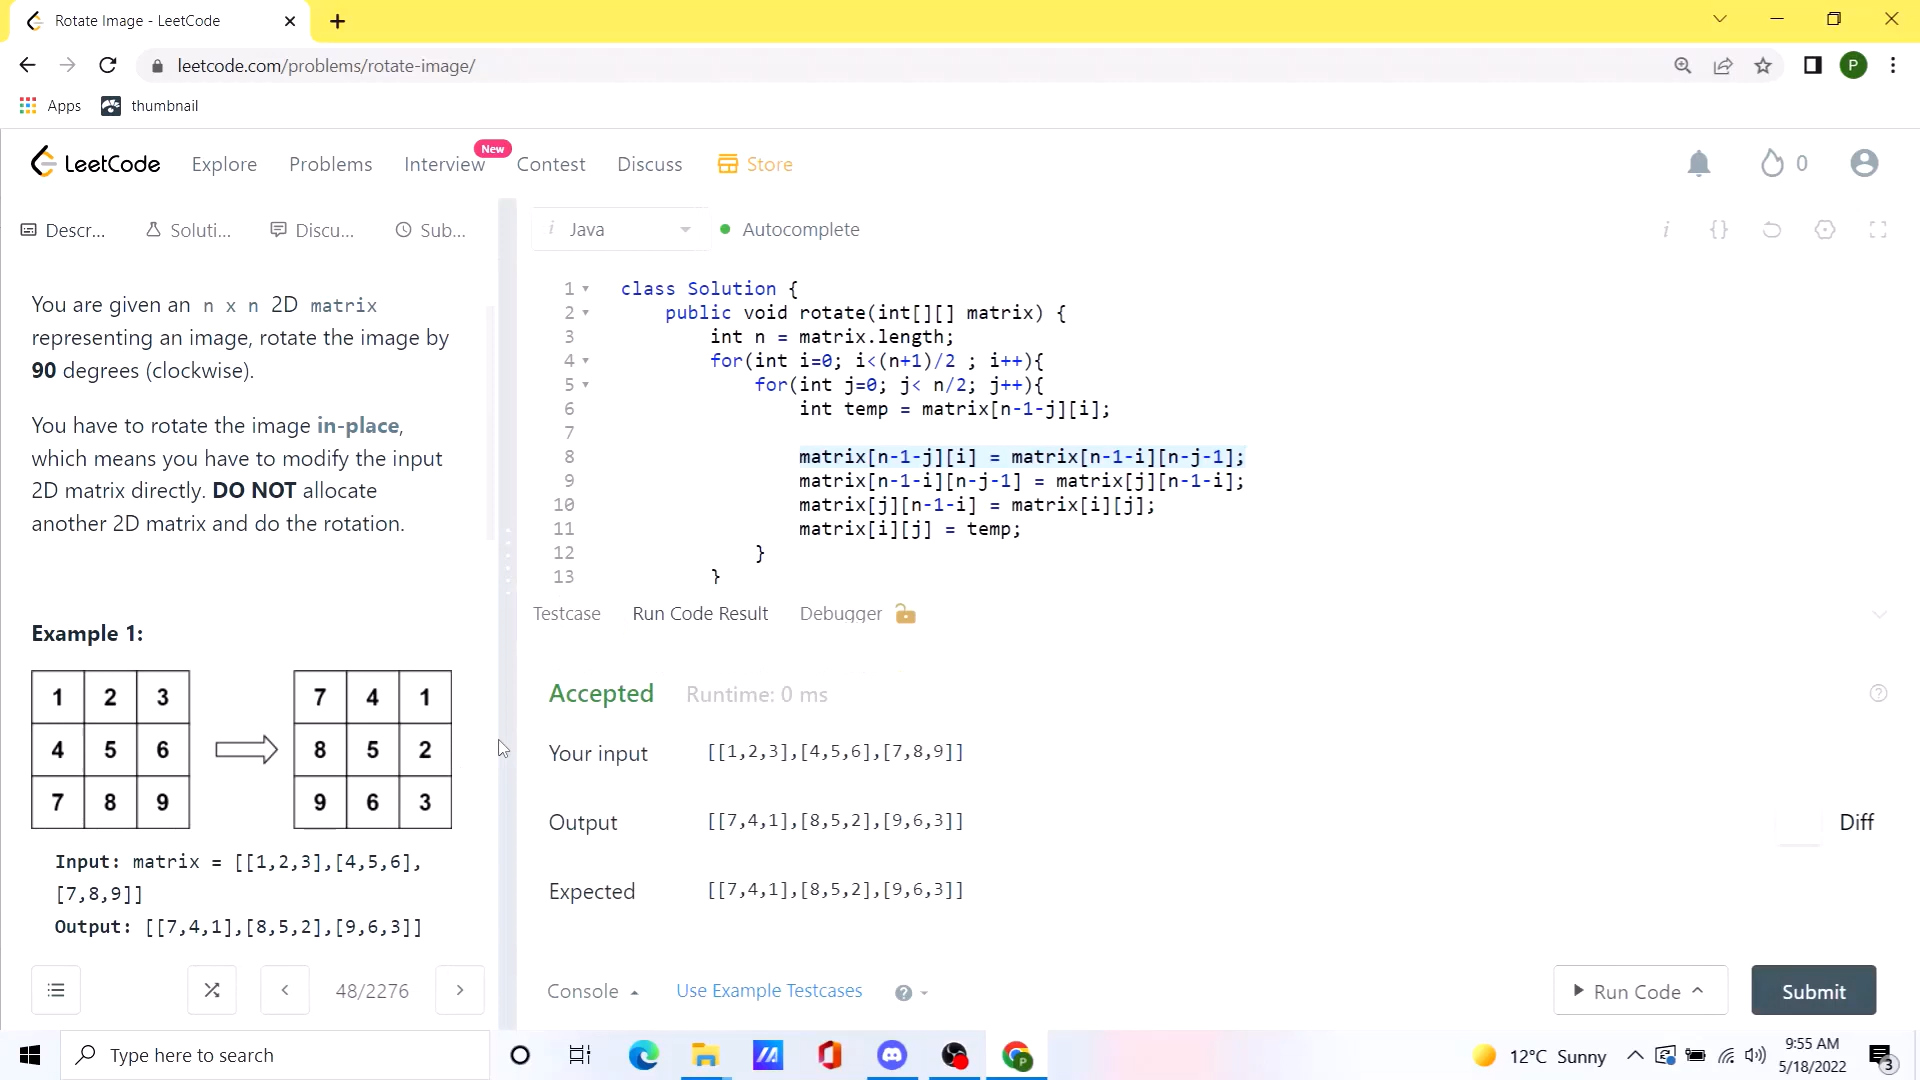 Rotate Image - LeetCode
leetcode.com/problems/rotate-image/
P
Apps
thumbnail
LeetCode
Explore
Problems
Interview
New
Contest
Discuss
Store
0
Descr...
Soluti...
Discu...
Sub...
i Java
Autocomplete
i
{}
You are given an n x n 2D matrix
representing an image, rotate the image by
90 degrees (clockwise).
You have to rotate the image in-place,
which means you have to modify the input
2D matrix directly. DO NOT allocate
another 2D matrix and do the rotation.
Example 1:
1 2 3
4 5 6
7 8 9
7 4 1
8 5 2
9 6 3
Input: matrix = [[1,2,3],[4,5,6],
[7,8,9]]
Output: [[7,4,1],[8,5,2],[9,6,3]]
48/2276
1 class Solution {
2 public void rotate(int[][] matrix) {
3 int n = matrix.length;
4 for(int i=0; i<(n+1)/2 ; i++){
5 for(int j=0; j< n/2; j++){
6 int temp = matrix[n-1-j][i];
7
8 matrix[n-1-j][i] = matrix[n-1-i][n-j-1];
9 matrix[n-1-i][n-j-1] = matrix[j][n-1-i];
10 matrix[j][n-1-i] = matrix[i][j];
11 matrix[i][j] = temp;
12 }
13 }
Testcase
Run Code Result
Debugger
Accepted
Runtime: 0 ms
Your input
[[1,2,3],[4,5,6],[7,8,9]]
Output
[[7,4,1],[8,5,2],[9,6,3]]
Diff
Expected
[[7,4,1],[8,5,2],[9,6,3]]
Console
Use Example Testcases
Run Code
Submit
Type here to search
P
12°C Sunny
9:55 AM
5/18/2022
3